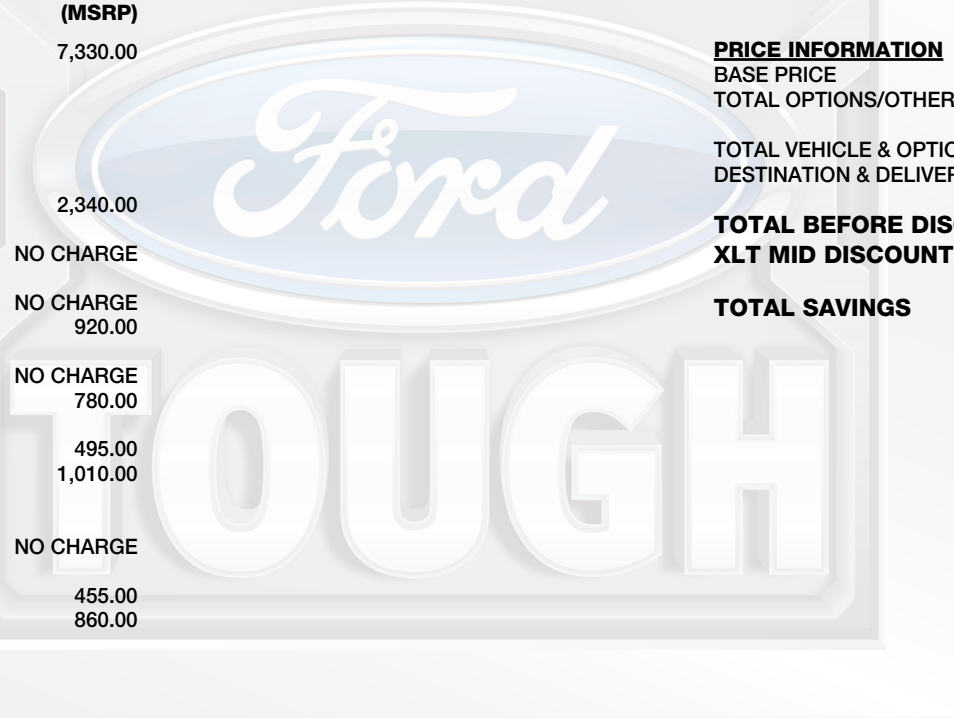 (MSRP)
7,330.00
2,340.00
NO CHARGE
NO CHARGE
920.00
NO CHARGE
780.00
495.00
1,010.00
NO CHARGE
455.00
860.00
Ford
TOUGH
PRICE INFORMATION
BASE PRICE
TOTAL OPTIONS/OTHER
TOTAL VEHICLE & OPTIO
DESTINATION & DELIVER
TOTAL BEFORE DIS
XLT MID DISCOUNT
TOTAL SAVINGS